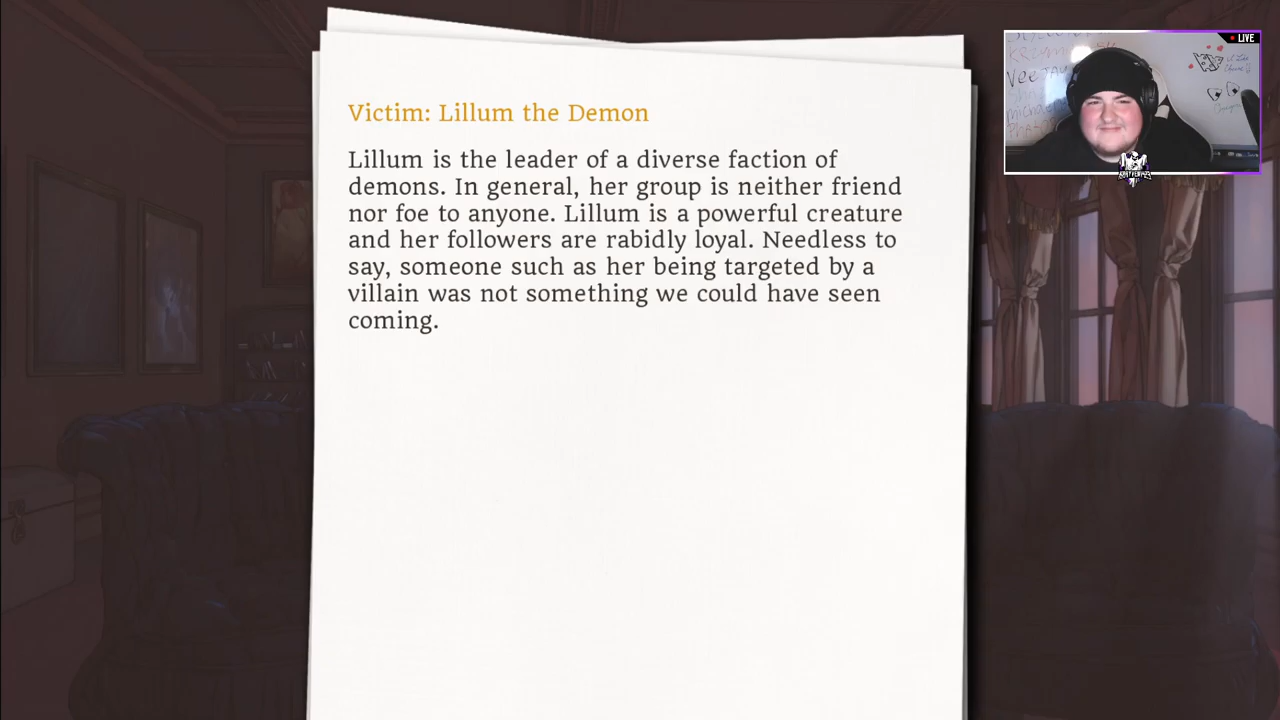 Victim: Lillum the Demon
Lillum is the leader of a diverse faction of
demons. In general, her group is neither friend
nor foe to anyone. Lillum is a powerful creature
and her followers are rabidly loyal. Needless to
say, someone such as her being targeted by a
villain was not something we could have seen
coming.
LIVE